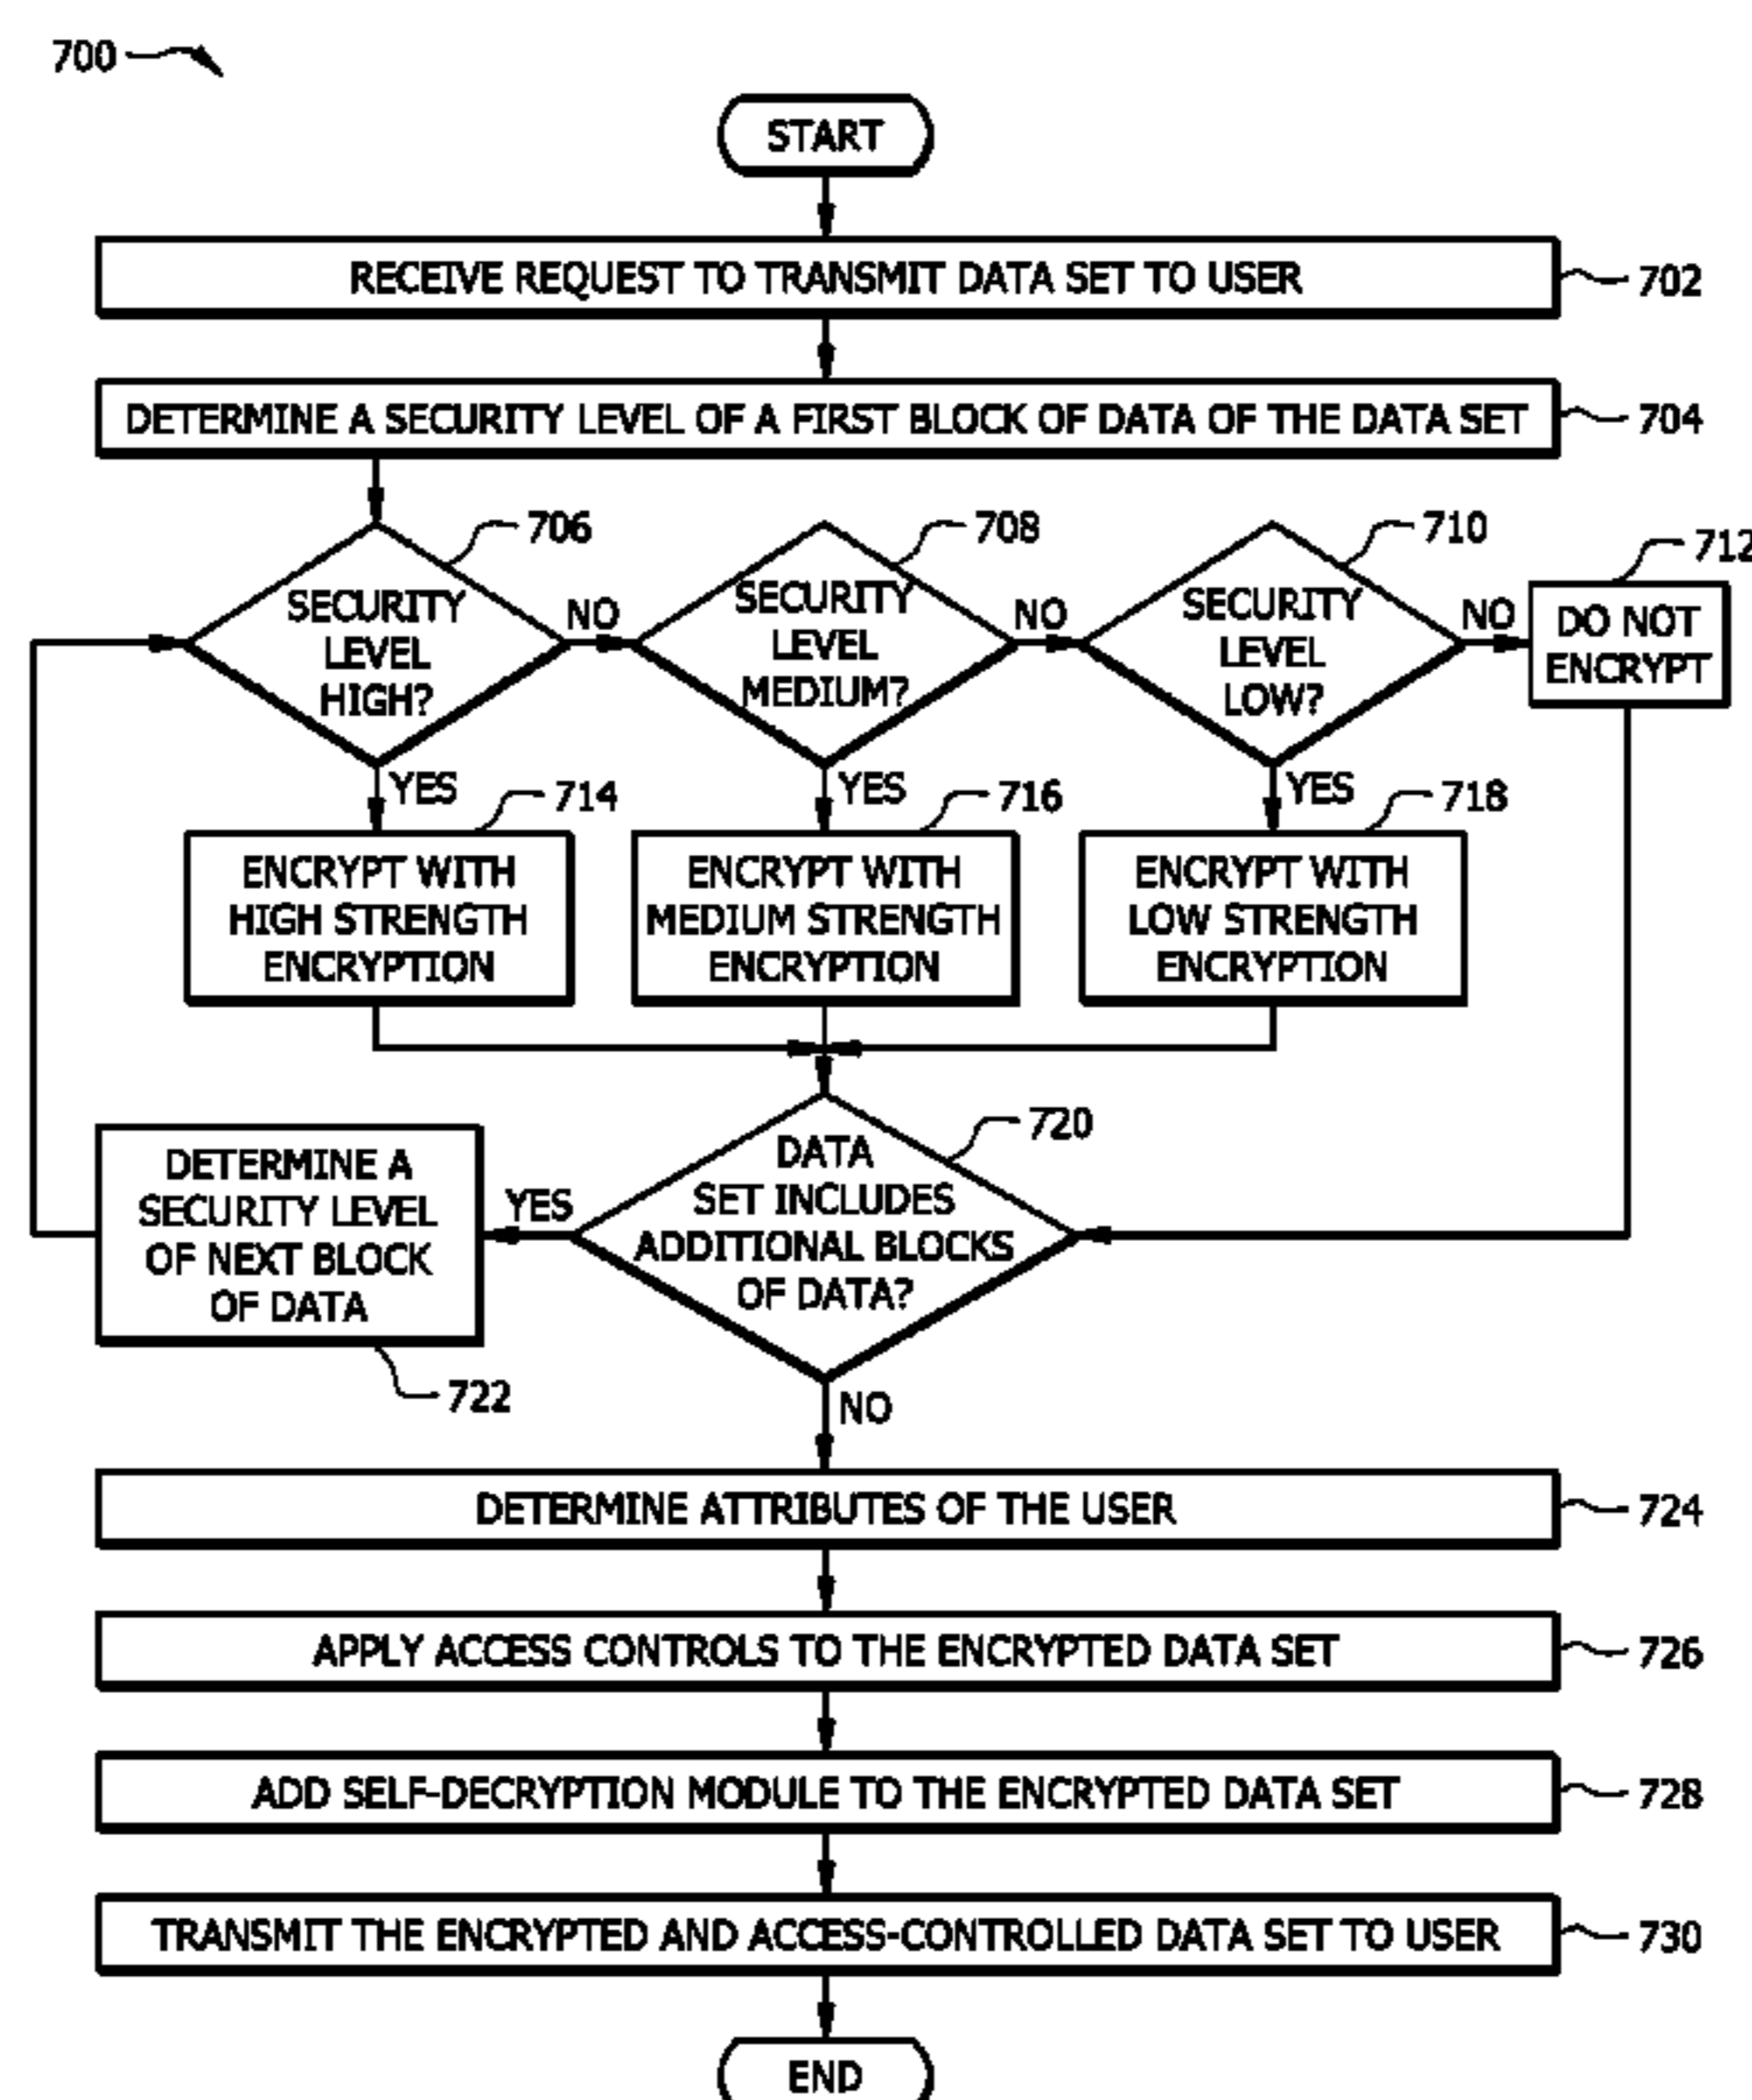 700
START
RECEIVE REQUEST TO TRANSMIT DATA SET TO USER
702
DETERMINE A SECURITY LEVEL OF A FIRST BLOCK OF DATA OF THE DATA SET
704
706
SECURITY
LEVEL
HIGH?
NO
YES
708
SECURITY
LEVEL
MEDIUM?
NO
YES
710
SECURITY
LEVEL
LOW?
NO
YES
712
DO NOT
ENCRYPT
714
ENCRYPT WITH
HIGH STRENGTH
ENCRYPTION
716
ENCRYPT WITH
MEDIUM STRENGTH
ENCRYPTION
718
ENCRYPT WITH
LOW STRENGTH
ENCRYPTION
720
DATA
SET INCLUDES
ADDITIONAL BLOCKS
OF DATA?
YES
DETERMINE A
SECURITY LEVEL
OF NEXT BLOCK
OF DATA
722
NO
DETERMINE ATTRIBUTES OF THE USER
724
APPLY ACCESS CONTROLS TO THE ENCRYPTED DATA SET
726
ADD SELF-DECRYPTION MODULE TO THE ENCRYPTED DATA SET
728
TRANSMIT THE ENCRYPTED AND ACCESS-CONTROLLED DATA SET TO USER
730
END